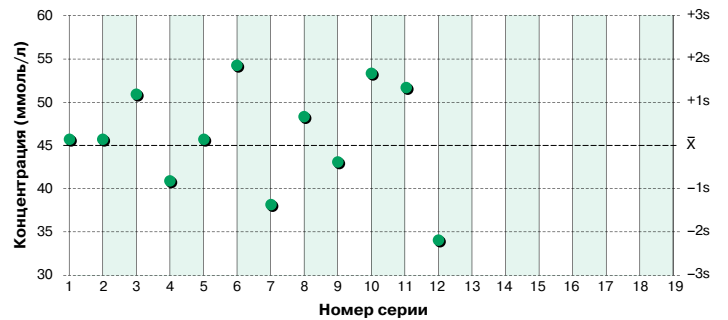 Концентрация (ммоль/л)
60 +3s
55 +2s
50 +1s
45 X̅
40 –1s
35 –2s
30 –3s
1 2 3 4 5 6 7 8 9 10 11 12 13 14 15 16 17 18 19
Номер серии